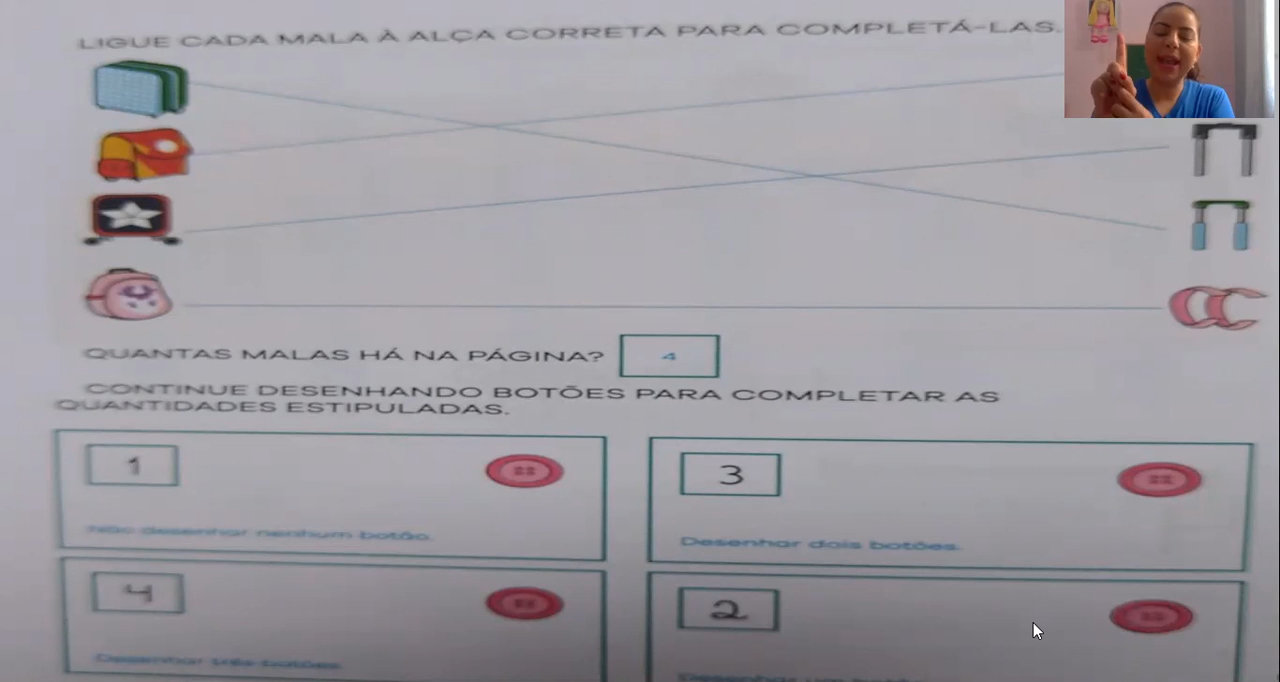 LIGUE CADA MALA À ALÇA CORRETA PARA COMPLETÁ-LAS.
QUANTAS MALAS HÁ NA PÁGINA? 4
CONTINUE DESENHANDO BOTÕES PARA COMPLETAR AS
QUANTIDADES ESTIPULADAS.
1
3
Não desenhar nenhum botão.
Desenhar dois botões.
4
2
Desenhar três botões